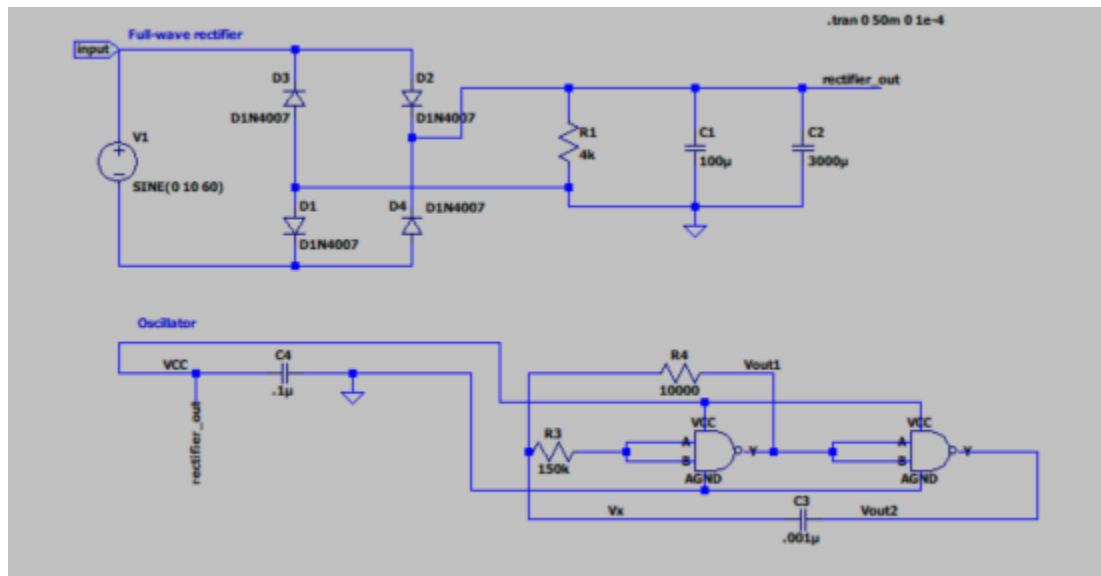 .tran 0 50m 0 1e-4
Full-wave rectifier
input
D3
D2
rectifier_out
D1N4007
D1N4007
V1
R1
C1
C2
4k
100µ
3000µ
SINE(0 10 60)
D1
D4
D1N4007
D1N4007
Oscillator
C4
R4
Vout1
VCC
.1µ
10000
rectifier_out
VCC
VCC
R3
A
Y
A
Y
150k
B
B
AGND
AGND
C3
Vx
Vout2
.001µ